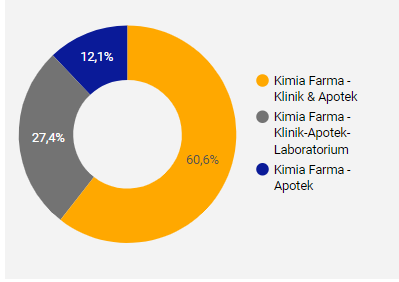 12,1%
27,4%
60,6%
Kimia Farma -
Klinik & Apotek
Kimia Farma -
Klinik-Apotek-
Laboratorium
Kimia Farma -
Apotek